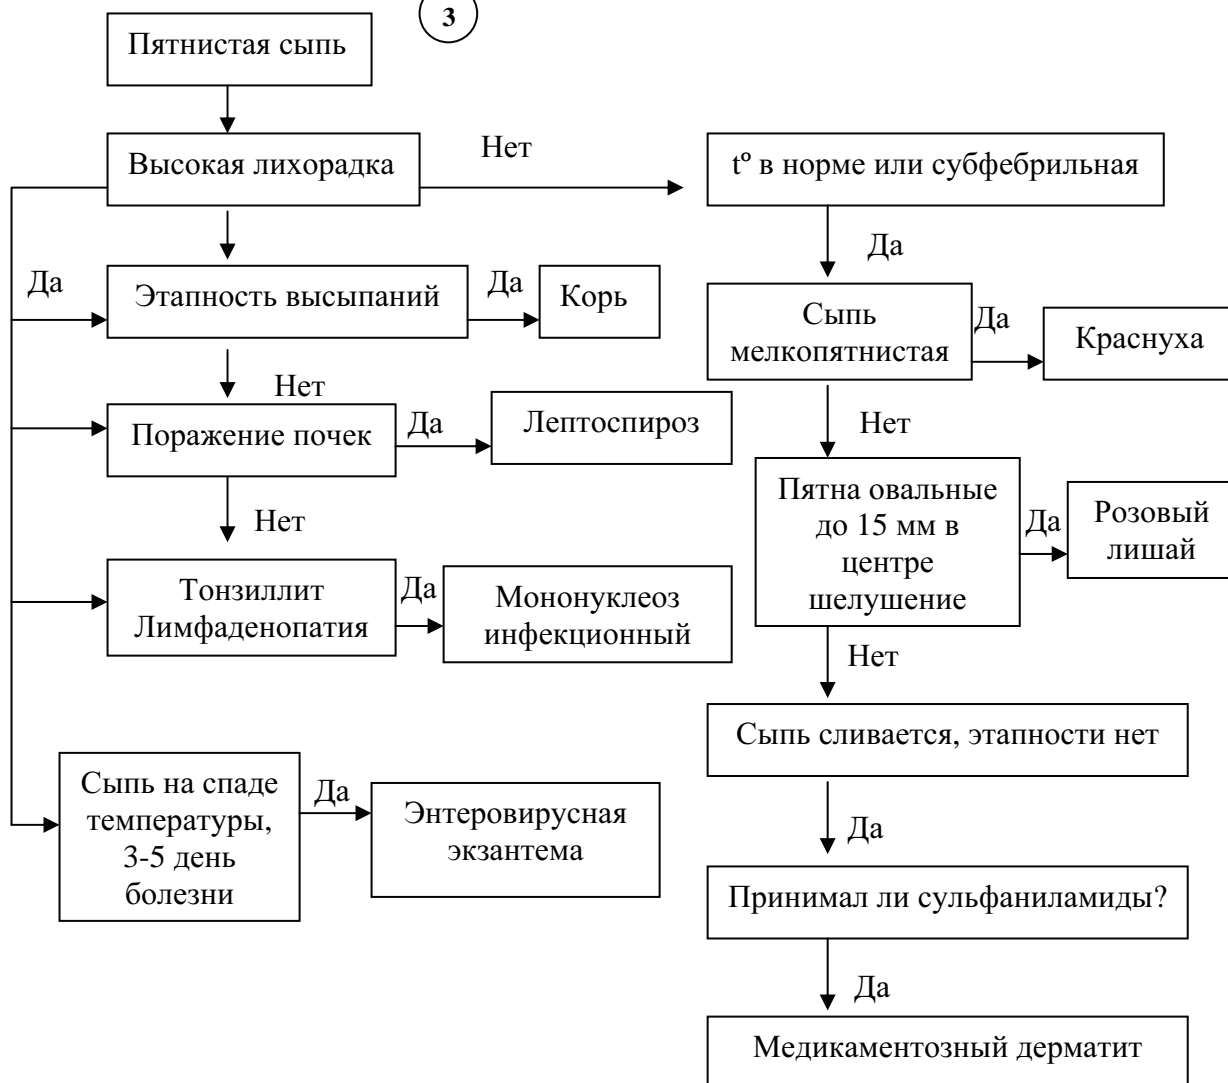 3
Пятнистая сыпь
Высокая лихорадка
Нет
t° в норме или субфебрильная
Да
Да
Этапность высыпаний
Да
Корь
Сыпь
мелкопятнистая
Да
Краснуха
Нет
Поражение почек
Да
Лептоспироз
Нет
Пятна овальные
до 15 мм в
центре
шелушение
Да
Розовый
лишай
Нет
Тонзиллит
Лимфаденопатия
Да
Мононуклеоз
инфекционный
Нет
Сыпь сливается, этапности нет
Сыпь на спаде
температуры,
3-5 день
болезни
Да
Энтеровирусная
экзантема
Да
Принимал ли сульфаниламиды?
Да
Медикаментозный дерматит